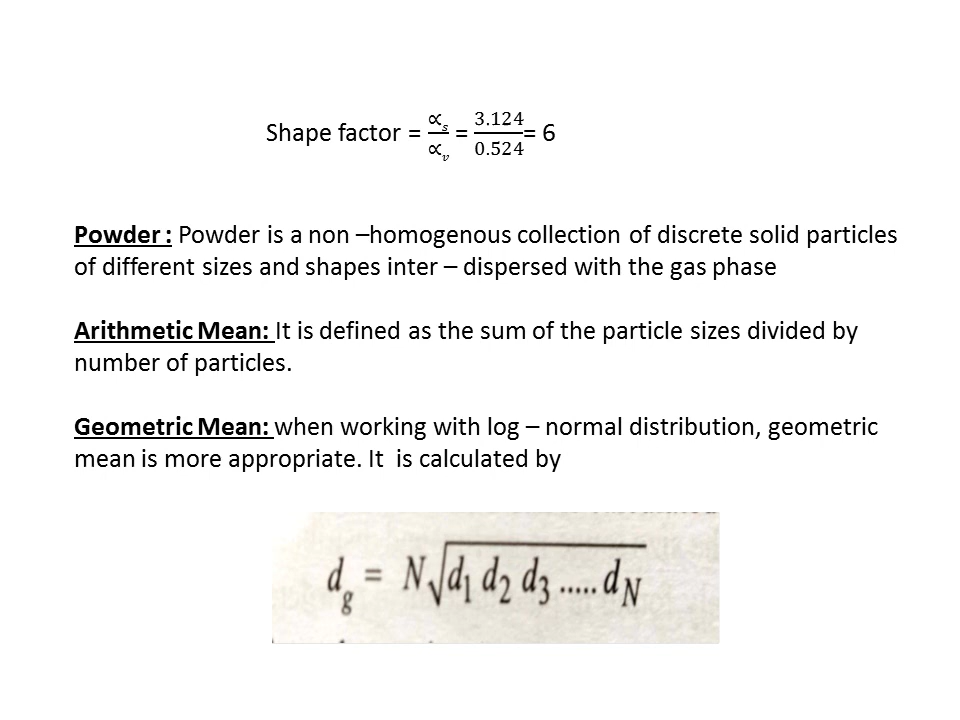 Shape factor = ∝s/∝v = 3.124/0.524 = 6
Powder : Powder is a non –homogenous collection of discrete solid particles
of different sizes and shapes inter – dispersed with the gas phase
Arithmetic Mean: It is defined as the sum of the particle sizes divided by
number of particles.
Geometric Mean: when working with log – normal distribution, geometric
mean is more appropriate. It  is calculated by
dg = N√d1 d2 d3 ..... dN